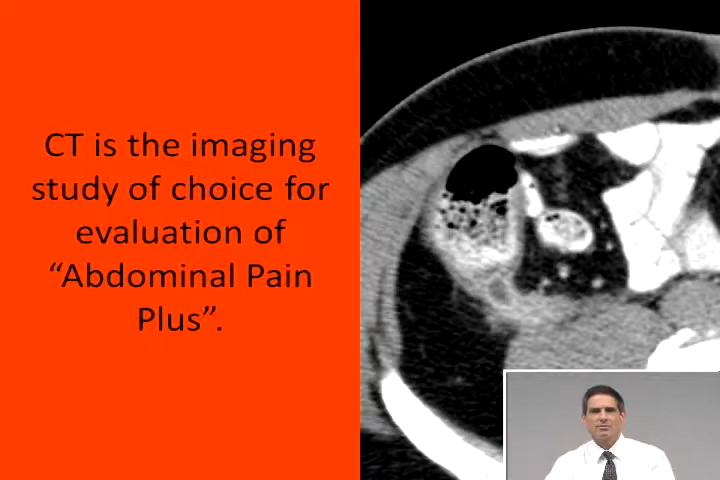 CT is the imaging
study of choice for
evaluation of
“Abdominal Pain
Plus”.